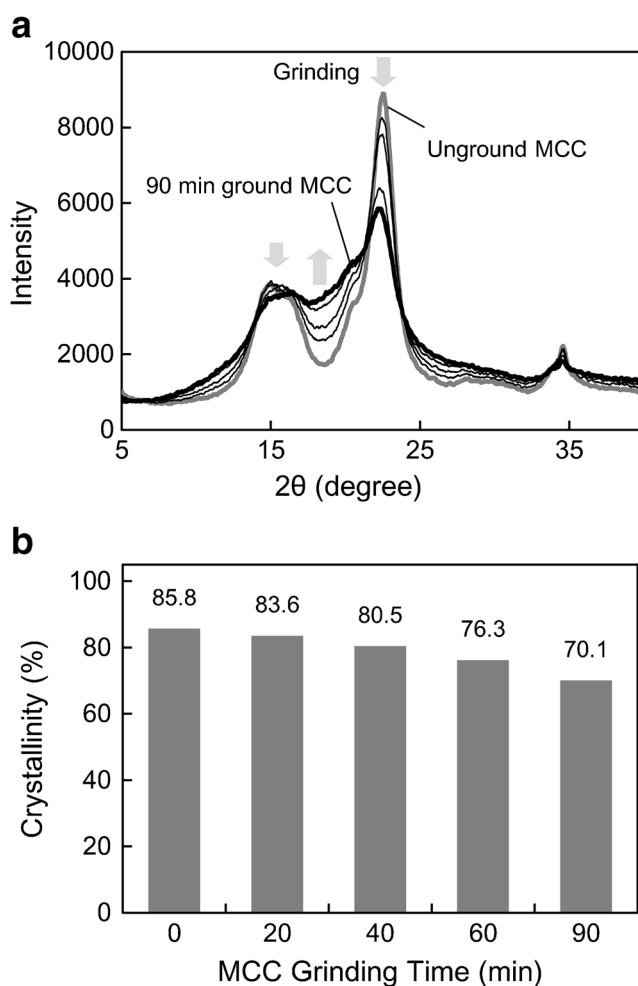 a
10000
8000
6000
4000
2000
0
Intensity
Grinding
Unground MCC
90 min ground MCC
5
15
25
35
2θ (degree)
b
100
80
60
40
20
0
Crystallinity (%)
85.8
83.6
80.5
76.3
70.1
0
20
40
60
90
MCC Grinding Time (min)